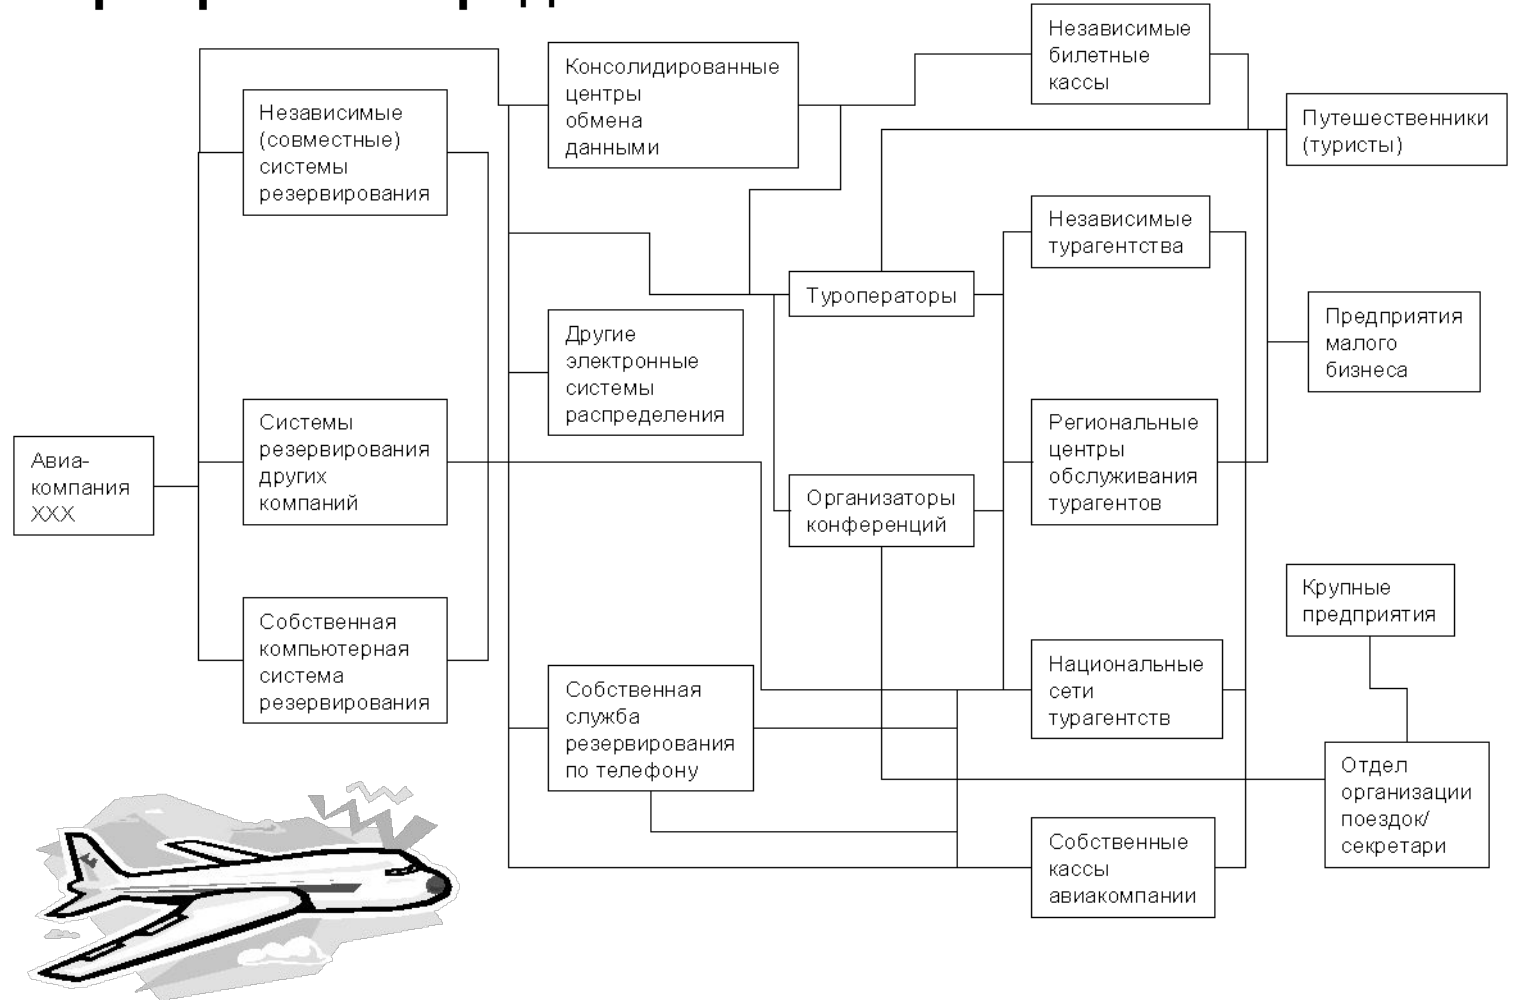 Независимые
билетные
кассы
Консолидированные
центры
обмена
данными
Независимые
(совместные)
системы
резервирования
Путешественники
(туристы)
Независимые
турагентства
Туроператоры
Другие
электронные
системы
распределения
Предприятия
малого
бизнеса
Системы
резервирования
других
компаний
Региональные
центры
обслуживания
турагентов
Авиа-
компания
XXX
Организаторы
конференций
Крупные
предприятия
Собственная
компьютерная
система
резервирования
Национальные
сети
турагентств
Собственная
служба
резервирования
по телефону
Отдел
организации
поездок/
секретари
Собственные
кассы
авиакомпании